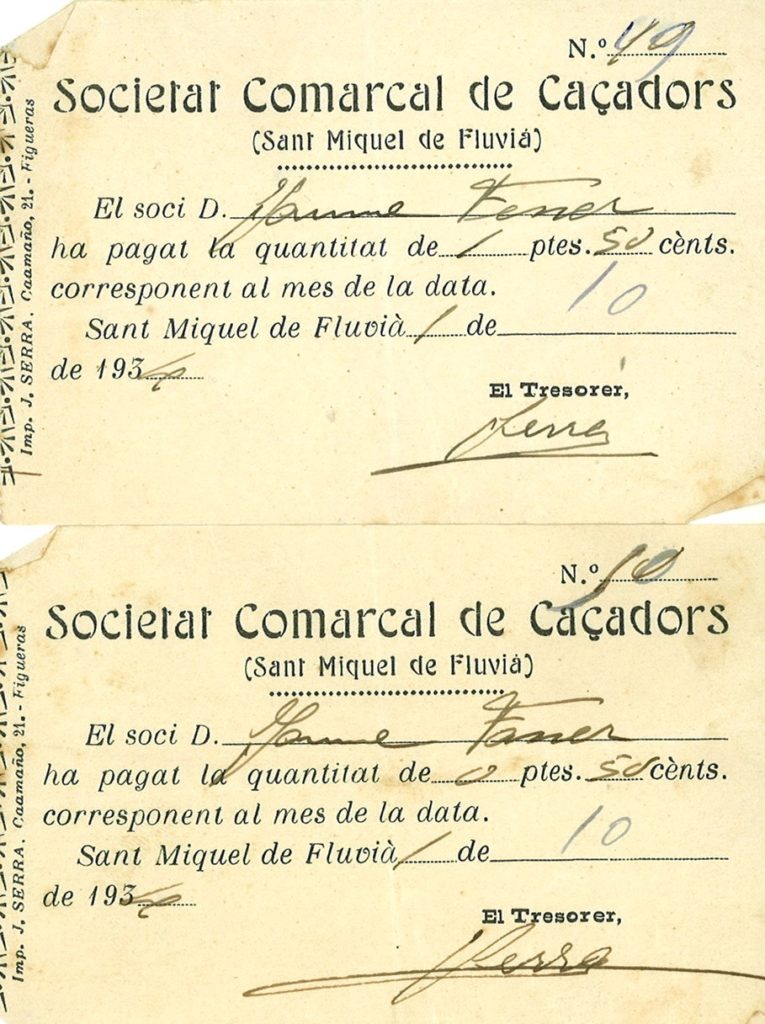 N.º 49
Societat Comarcal de Caçadors
(Sant Miquel de Fluvià)
El soci D. Jaume Ferrer
ha pagat la quantitat de 1 ptes. 50 cènts.
corresponent al mes de la data.
Sant Miquel de Fluvià 1 de 10
de 1934
El Tresorer,
Serra
Imp. J. SERRA. Caamaño, 21. - Figueras
N.º 10
Societat Comarcal de Caçadors
(Sant Miquel de Fluvià)
El soci D. Jaume
ha pagat la quantitat de 0 ptes. 50 cènts.
corresponent al mes de la data.
Sant Miquel de Fluvià 1 de 10
de 1934
El Tresorer,
Serra
Imp. J. SERRA. Caamaño, 21. - Figueras